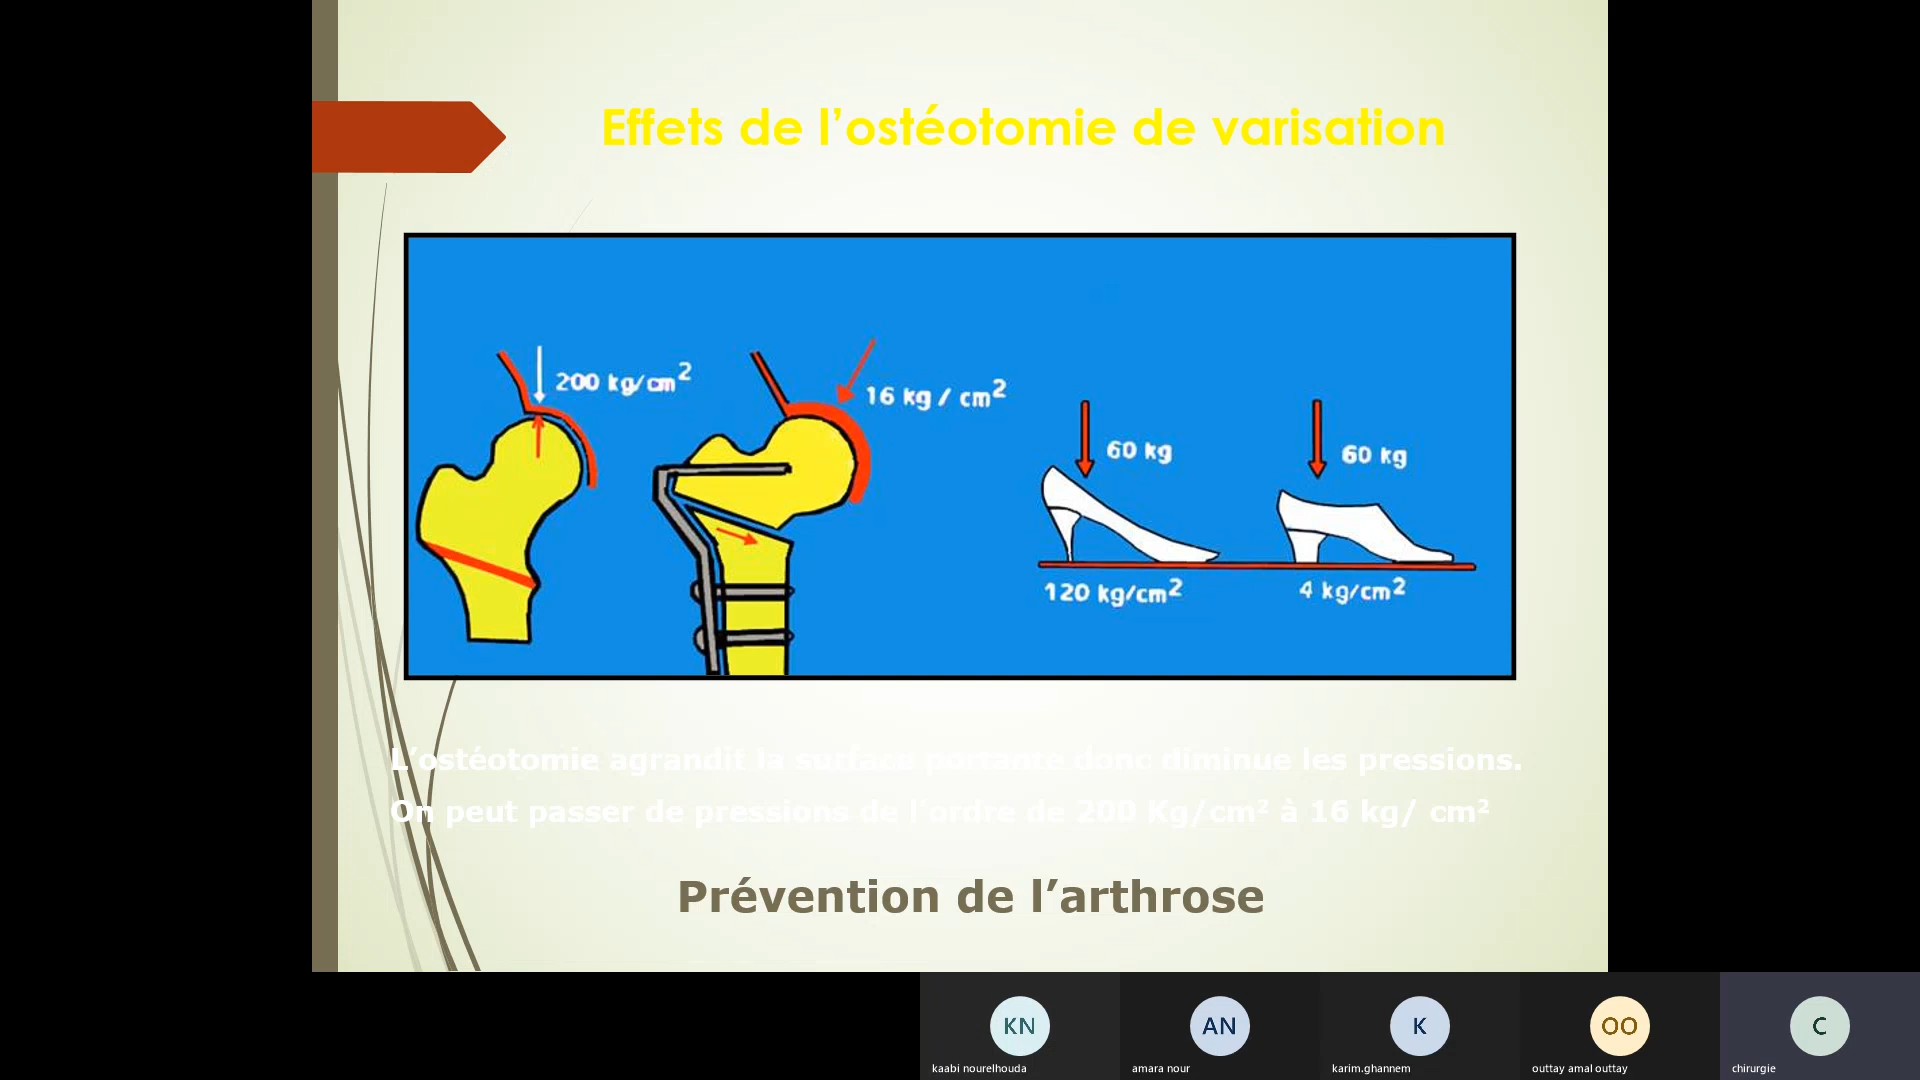 Effets de l’ostéotomie de varisation
200 kg/cm²
16 kg / cm²
60 kg
60 kg
120 kg/cm²
4 kg/cm²
L’ostéotomie agrandit la surface portante donc diminue les pressions.
On peut passer de pressions de l’ordre de 200 Kg/cm² à 16 kg/ cm²
Prévention de l’arthrose
KN
AN
K
OO
C
kaabi nourelhouda
amara nour
karim.ghannem
outtay amal outtay
chirurgie